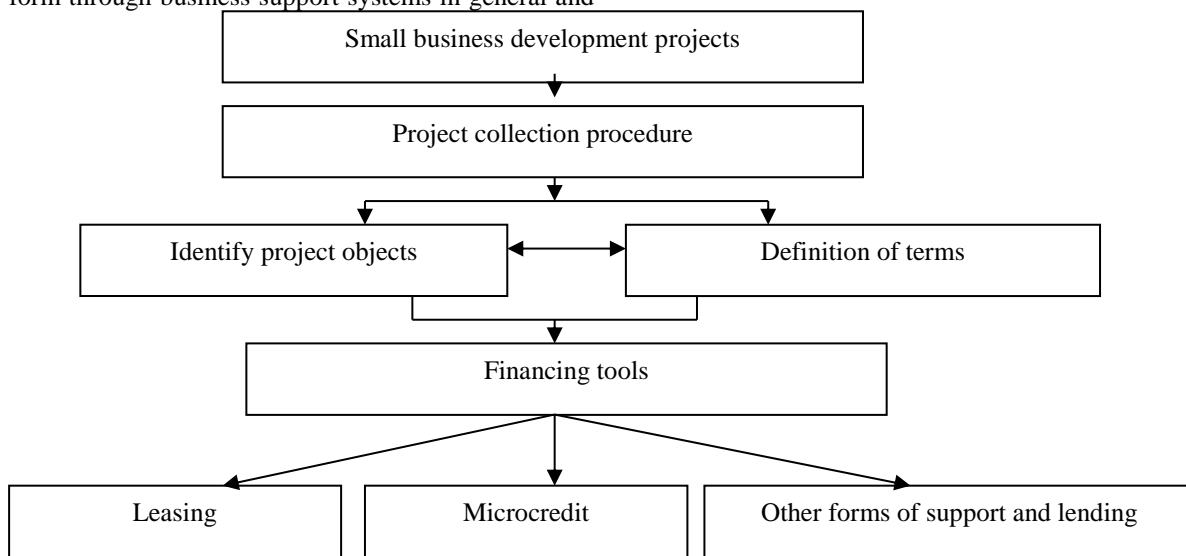 form through business support systems in general and
Small business development projects
Project collection procedure
Identify project objects
Definition of terms
Financing tools
Leasing
Microcredit
Other forms of support and lending